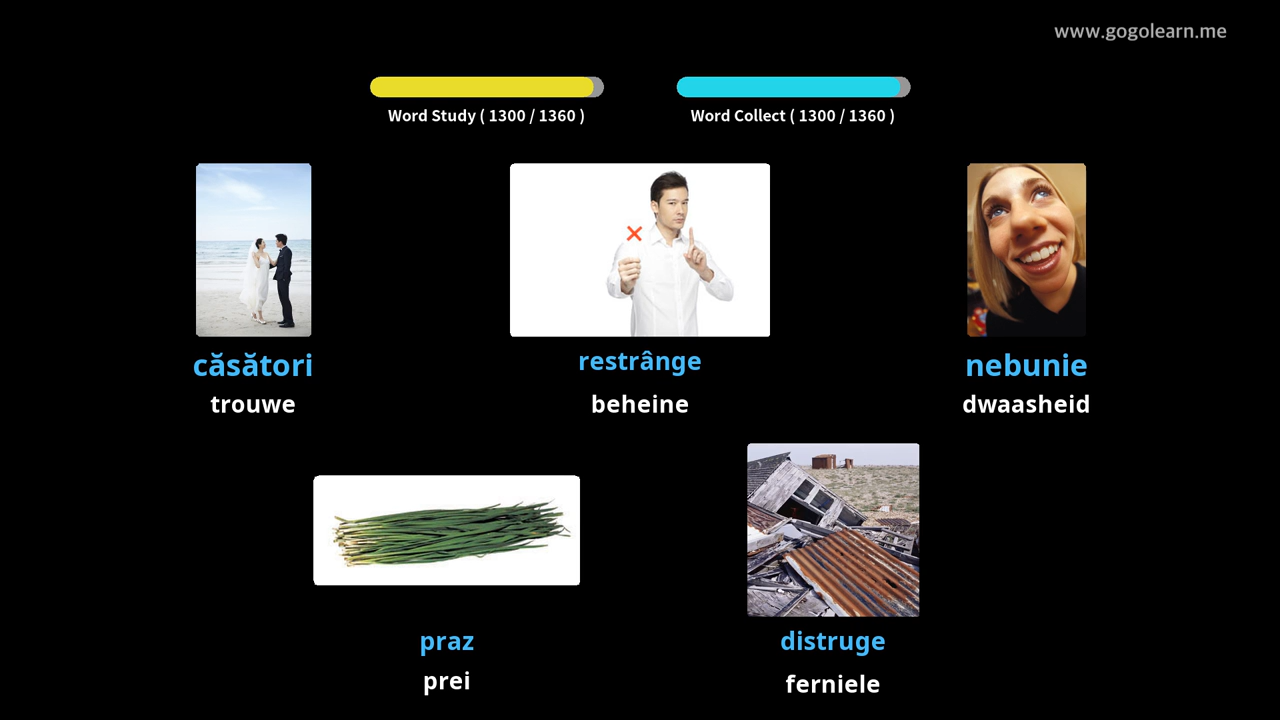 www.gogolearn.me
Word Study ( 1300 / 1360 )
Word Collect ( 1300 / 1360 )
căsători
trouwe
restrânge
beheine
nebunie
dwaasheid
praz
prei
distruge
ferniele